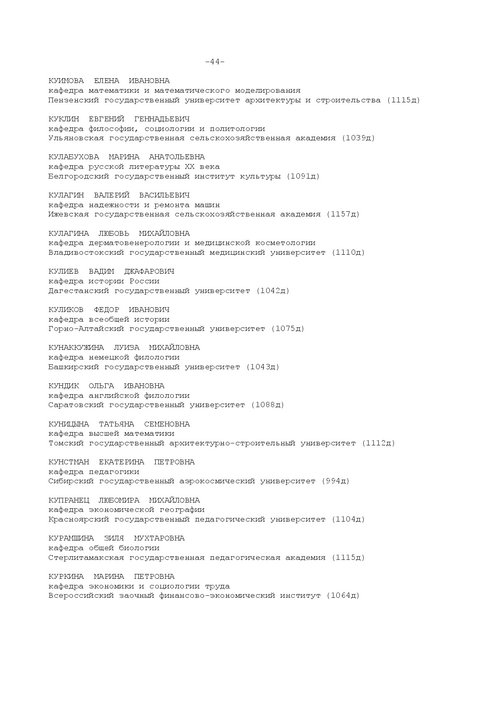 -44-
КУИМОВА ЕЛЕНА ИВАНОВНА
кафедра математики и математического моделирования
Пензенский государственный университет архитектуры и строительства (1115д)
КУКЛИН ЕВГЕНИЙ ГЕННАДЬЕВИЧ
кафедра философии, социологии и политологии
Ульяновская государственная сельскохозяйственная академия (1039д)
КУЛАБУХОВА МАРИНА АНАТОЛЬЕВНА
кафедра русской литературы XX века
Белгородский государственный институт культуры (1091д)
КУЛАГИН ВАЛЕРИЙ ВАСИЛЬЕВИЧ
кафедра надежности и ремонта машин
Ижевская государственная сельскохозяйственная академия (1157д)
КУЛАГИНА ЛЮБОВЬ МИХАЙЛОВНА
кафедра дерматовенерологии и медицинской косметологии
Владивостокский государственный медицинский университет (1110д)
КУЛИЕВ ВАДИМ ДЖАФАРОВИЧ
кафедра истории России
Дагестанский государственный университет (1042д)
КУЛИКОВ ФЕДОР ИВАНОВИЧ
кафедра всеобщей истории
Горно-Алтайский государственный университет (1075д)
КУНАККУЖИНА ЛУИЗА МИХАЙЛОВНА
кафедра немецкой филологии
Башкирский государственный университет (1043д)
КУНДИК ОЛЬГА ИВАНОВНА
кафедра английской филологии
Саратовский государственный университет (1088д)
КУНИЦЫНА ТАТЬЯНА СЕМЕНОВНА
кафедра высшей математики
Томский государственный архитектурно-строительный университет (1112д)
КУНСТМАН ЕКАТЕРИНА ПЕТРОВНА
кафедра педагогики
Сибирский государственный аэрокосмический университет (994д)
КУПРАНЕЦ ЛЮБОМИРА МИХАЙЛОВНА
кафедра экономической географии
Красноярский государственный педагогический университет (1104д)
КУРАМШИНА ЗИЛЯ МУХТАРОВНА
кафедра общей биологии
Стерлитамакская государственная педагогическая академия (1115д)
КУРКИНА МАРИНА ПЕТРОВНА
кафедра экономики и социологии труда
Всероссийский заочный финансово-экономический институт (1064д)